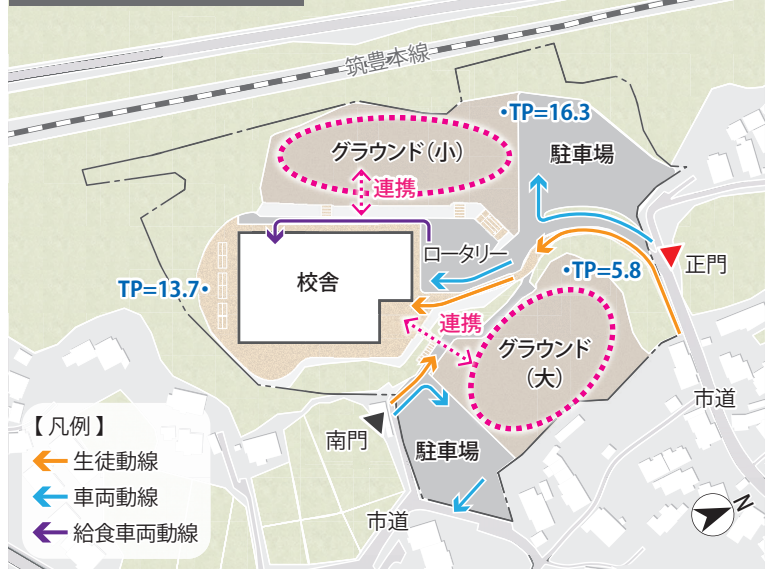 筑豊本線
・TP=16.3
グラウンド（小）
駐車場
連携
ロータリー
正門
校舎
TP=13.7・
・TP=5.8
連携
グラウンド
（大）
市道
南門
駐車場
市道
【凡例】
生徒動線
車両動線
給食車両動線
N